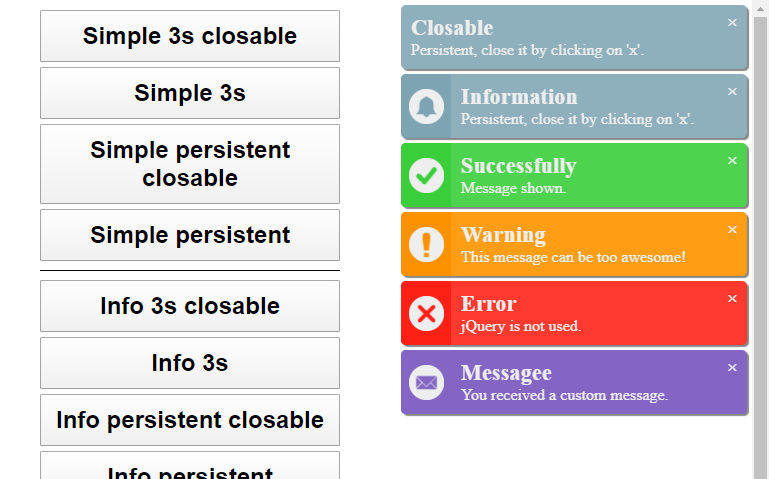 Simple 3s closable
Simple 3s
Simple persistent
closable
Simple persistent
Info 3s closable
Info 3s
Info persistent closable
Info persistent
Closable ×
Persistent, close it by clicking on 'x'.
Information ×
Persistent, close it by clicking on 'x'.
Successfully ×
Message shown.
Warning ×
This message can be too awesome!
Error ×
jQuery is not used.
Messagee ×
You received a custom message.